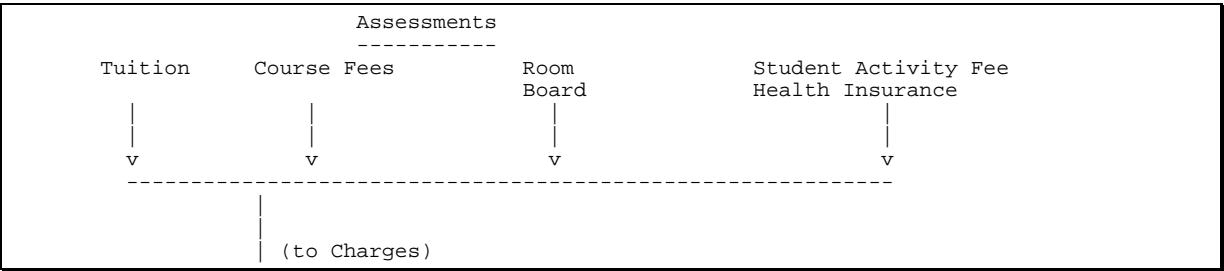 Assessments
-----------
Tuition Course Fees Room Student Activity Fee
Board Health Insurance
| | | |
| | | |
v v v v
------------------------------------------------------------
|
|
| (to Charges)